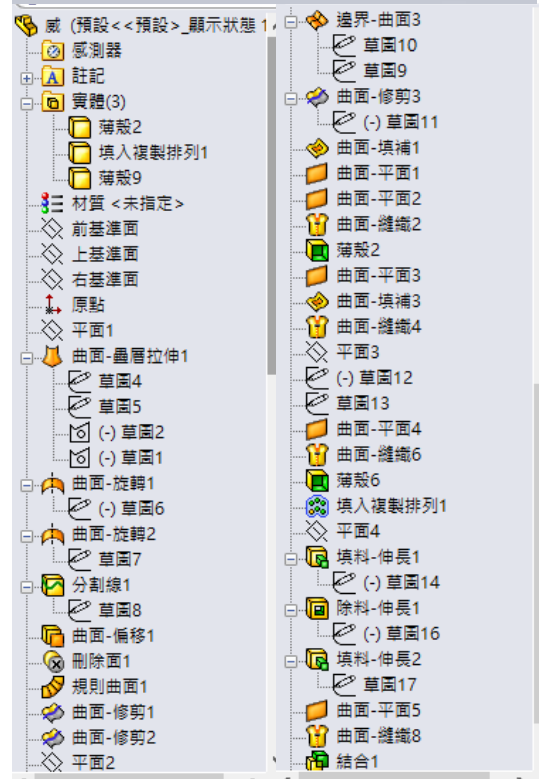 威 (預設<<預設>_顯示狀態 1
感測器
註記
實體(3)
薄殼2
填入複製排列1
薄殼9
材質 <未指定>
前基準面
上基準面
右基準面
原點
平面1
曲面-疊層拉伸1
草圖4
草圖5
(-) 草圖2
(-) 草圖1
曲面-旋轉1
(-) 草圖6
曲面-旋轉2
草圖7
分割線1
草圖8
曲面-偏移1
刪除面1
規則曲面1
曲面-修剪1
曲面-修剪2
平面2
邊界-曲面3
草圖10
草圖9
曲面-修剪3
(-) 草圖11
曲面-填補1
曲面-平面1
曲面-平面2
曲面-縫織2
薄殼2
曲面-平面3
曲面-填補3
曲面-縫織4
平面3
(-) 草圖12
草圖13
曲面-平面4
曲面-縫織6
薄殼6
填入複製排列1
平面4
填料-伸長1
(-) 草圖14
除料-伸長1
(-) 草圖16
填料-伸長2
草圖17
曲面-平面5
曲面-縫織8
結合1